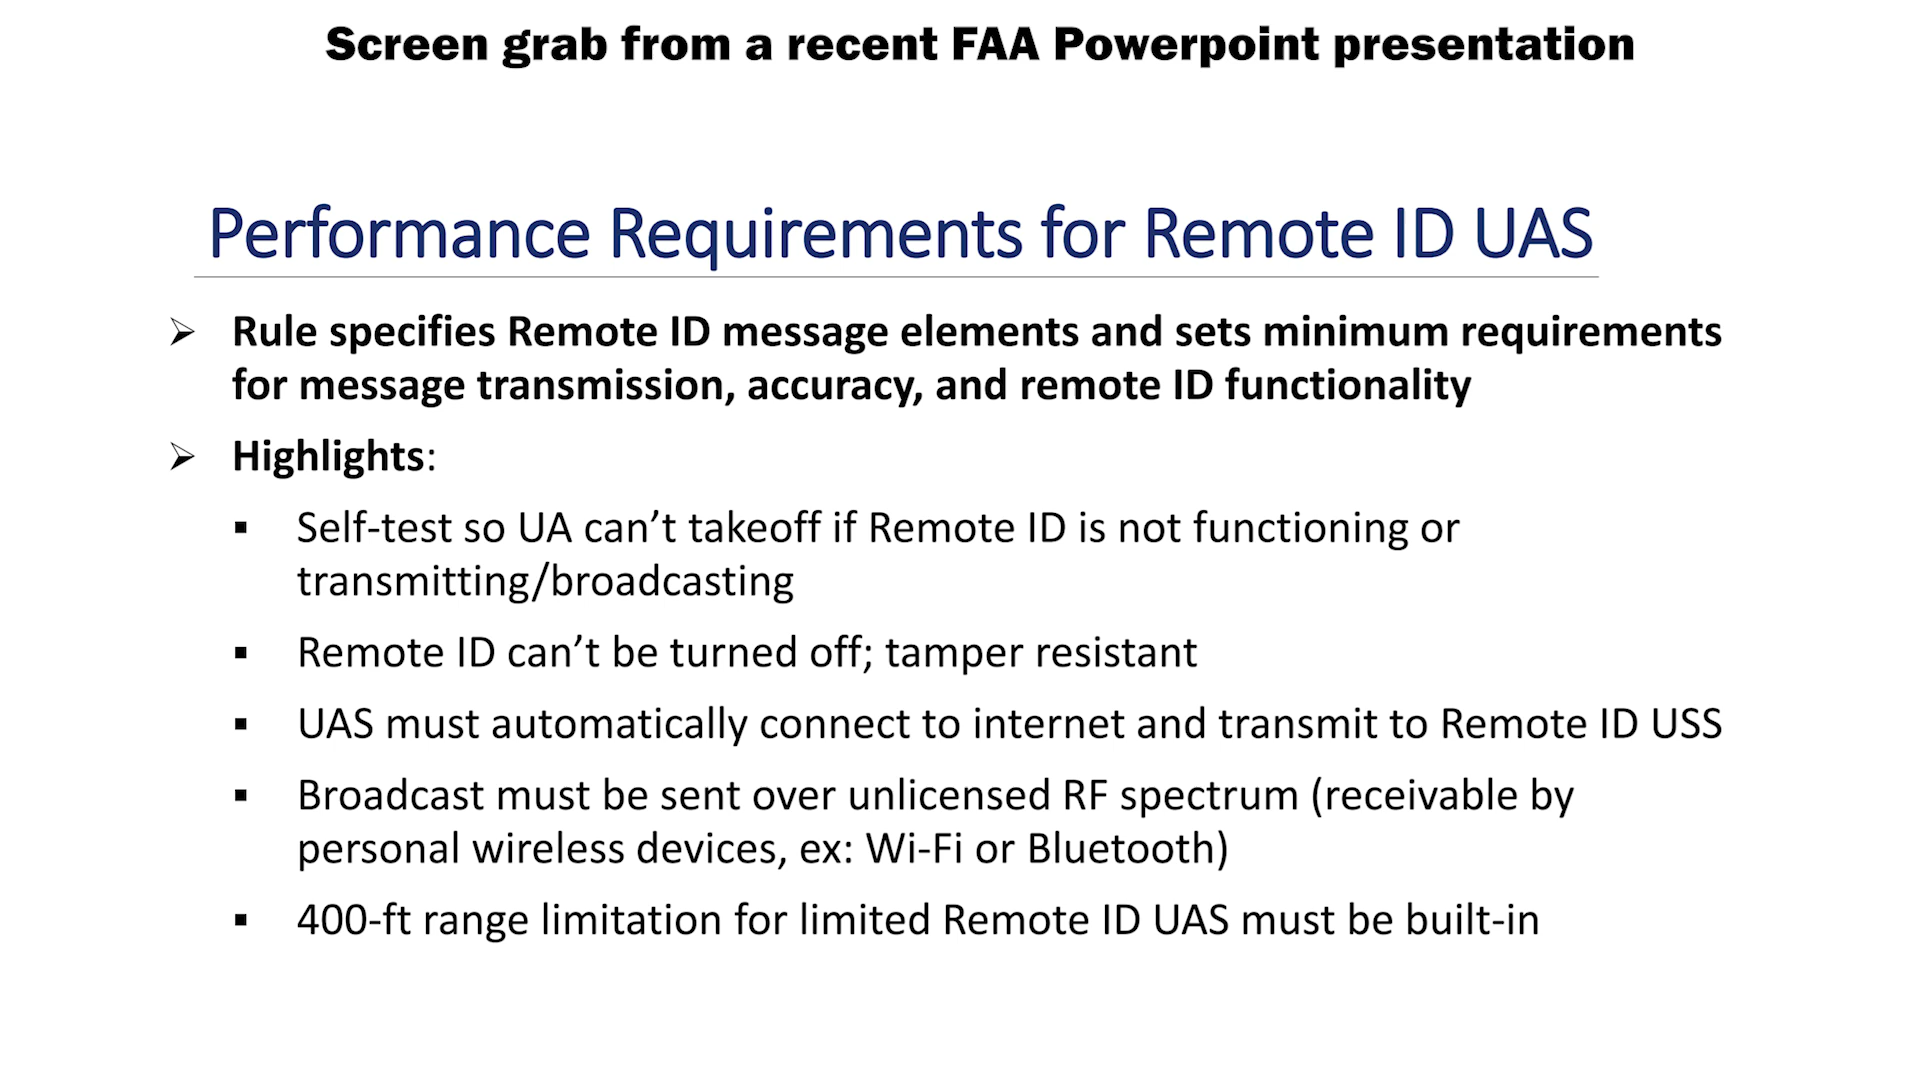 Screen grab from a recent FAA Powerpoint presentation
Performance Requirements for Remote ID UAS
➢ Rule specifies Remote ID message elements and sets minimum requirements
for message transmission, accuracy, and remote ID functionality
➢ Highlights:
▪ Self-test so UA can’t takeoff if Remote ID is not functioning or
transmitting/broadcasting
▪ Remote ID can’t be turned off; tamper resistant
▪ UAS must automatically connect to internet and transmit to Remote ID USS
▪ Broadcast must be sent over unlicensed RF spectrum (receivable by
personal wireless devices, ex: Wi-Fi or Bluetooth)
▪ 400-ft range limitation for limited Remote ID UAS must be built-in